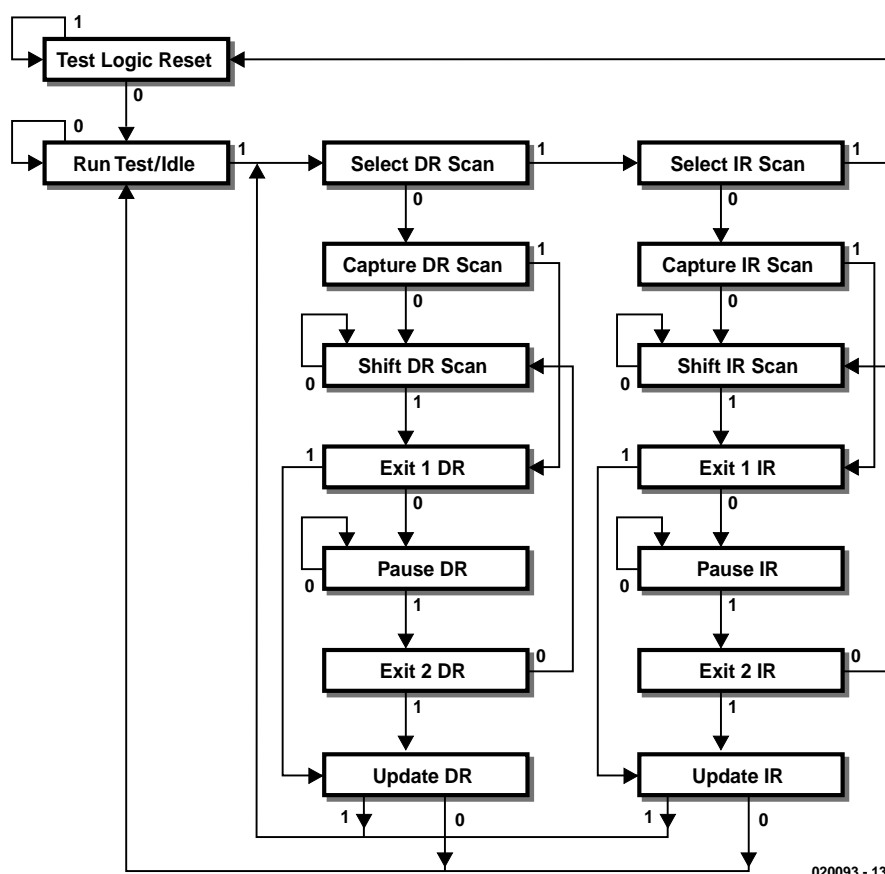 1
Test Logic Reset
0
0
Run Test/Idle
1
Select DR Scan
1
Select IR Scan
1
0
0
Capture DR Scan
1
Capture IR Scan
1
0
0
Shift DR Scan
Shift IR Scan
0
0
1
1
1
Exit 1 DR
1
Exit 1 IR
0
0
Pause DR
Pause IR
0
0
1
1
Exit 2 DR
0
Exit 2 IR
0
1
1
Update DR
Update IR
1
0
1
0
020093 - 13